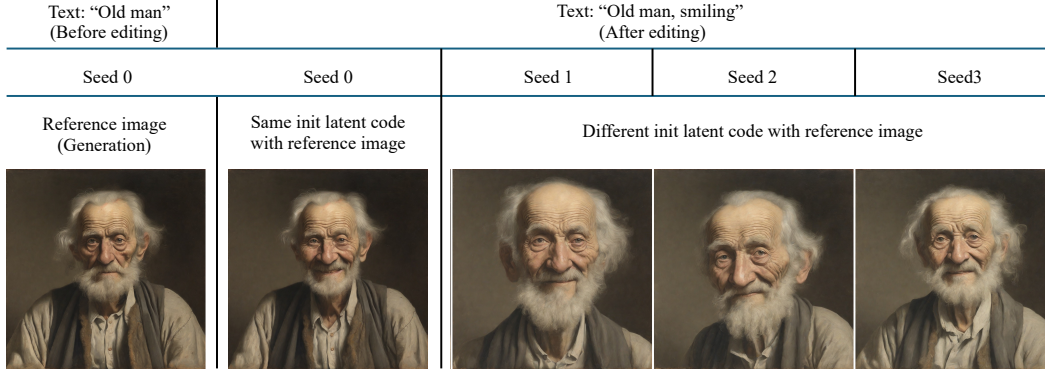 Text: “Old man”
(Before editing)
Text: “Old man, smiling”
(After editing)
Seed 0
Seed 0
Seed 1
Seed 2
Seed3
Reference image
(Generation)
Same init latent code
with reference image
Different init latent code with reference image